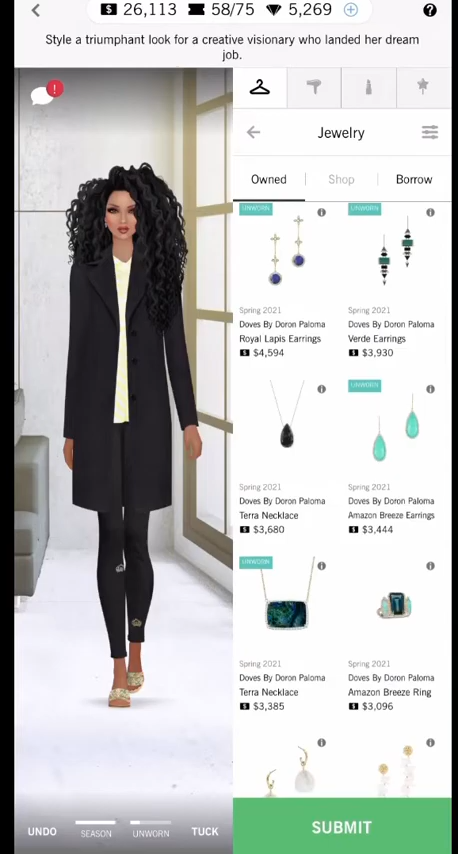 26,113 58/75 5,269
Style a triumphant look for a creative visionary who landed her dream
job.
!
Jewelry
Owned
Shop
Borrow
UNWORN
Spring 2021
Doves By Doron Paloma
Royal Lapis Earrings
$4,594
UNWORN
Spring 2021
Doves By Doron Paloma
Verde Earrings
$3,930
Spring 2021
Doves By Doron Paloma
Terra Necklace
$3,680
UNWORN
Spring 2021
Doves By Doron Paloma
Amazon Breeze Earrings
$3,444
UNWORN
Spring 2021
Doves By Doron Paloma
Terra Necklace
$3,385
Spring 2021
Doves By Doron Paloma
Amazon Breeze Ring
$3,096
UNDO
SEASON
UNWORN
TUCK
SUBMIT